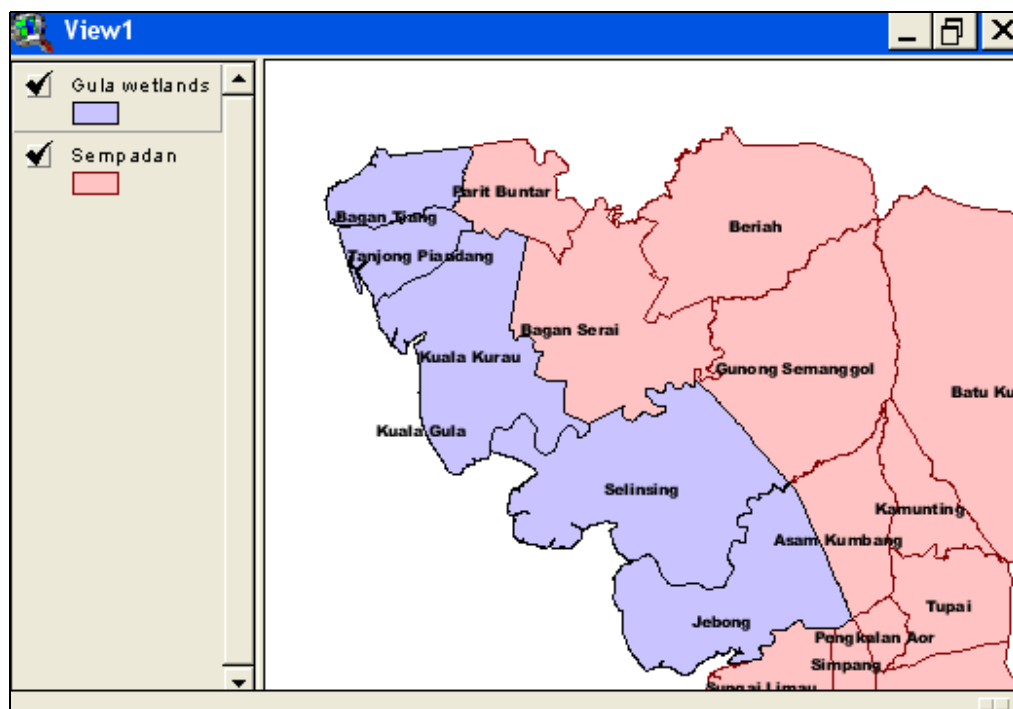 View1
Gula wetlands
Sempadan
Parit Buntar
Bagan Tiang
Beriah
Tanjong Piandang
Bagan Serai
Kuala Kurau
Gunong Semanggol
Batu Ku
Kuala Gula
Selinsing
Kamunting
Asam Kumbang
Tupai
Jebong
Pengkalan Aor
Simpang
Sungai Limau